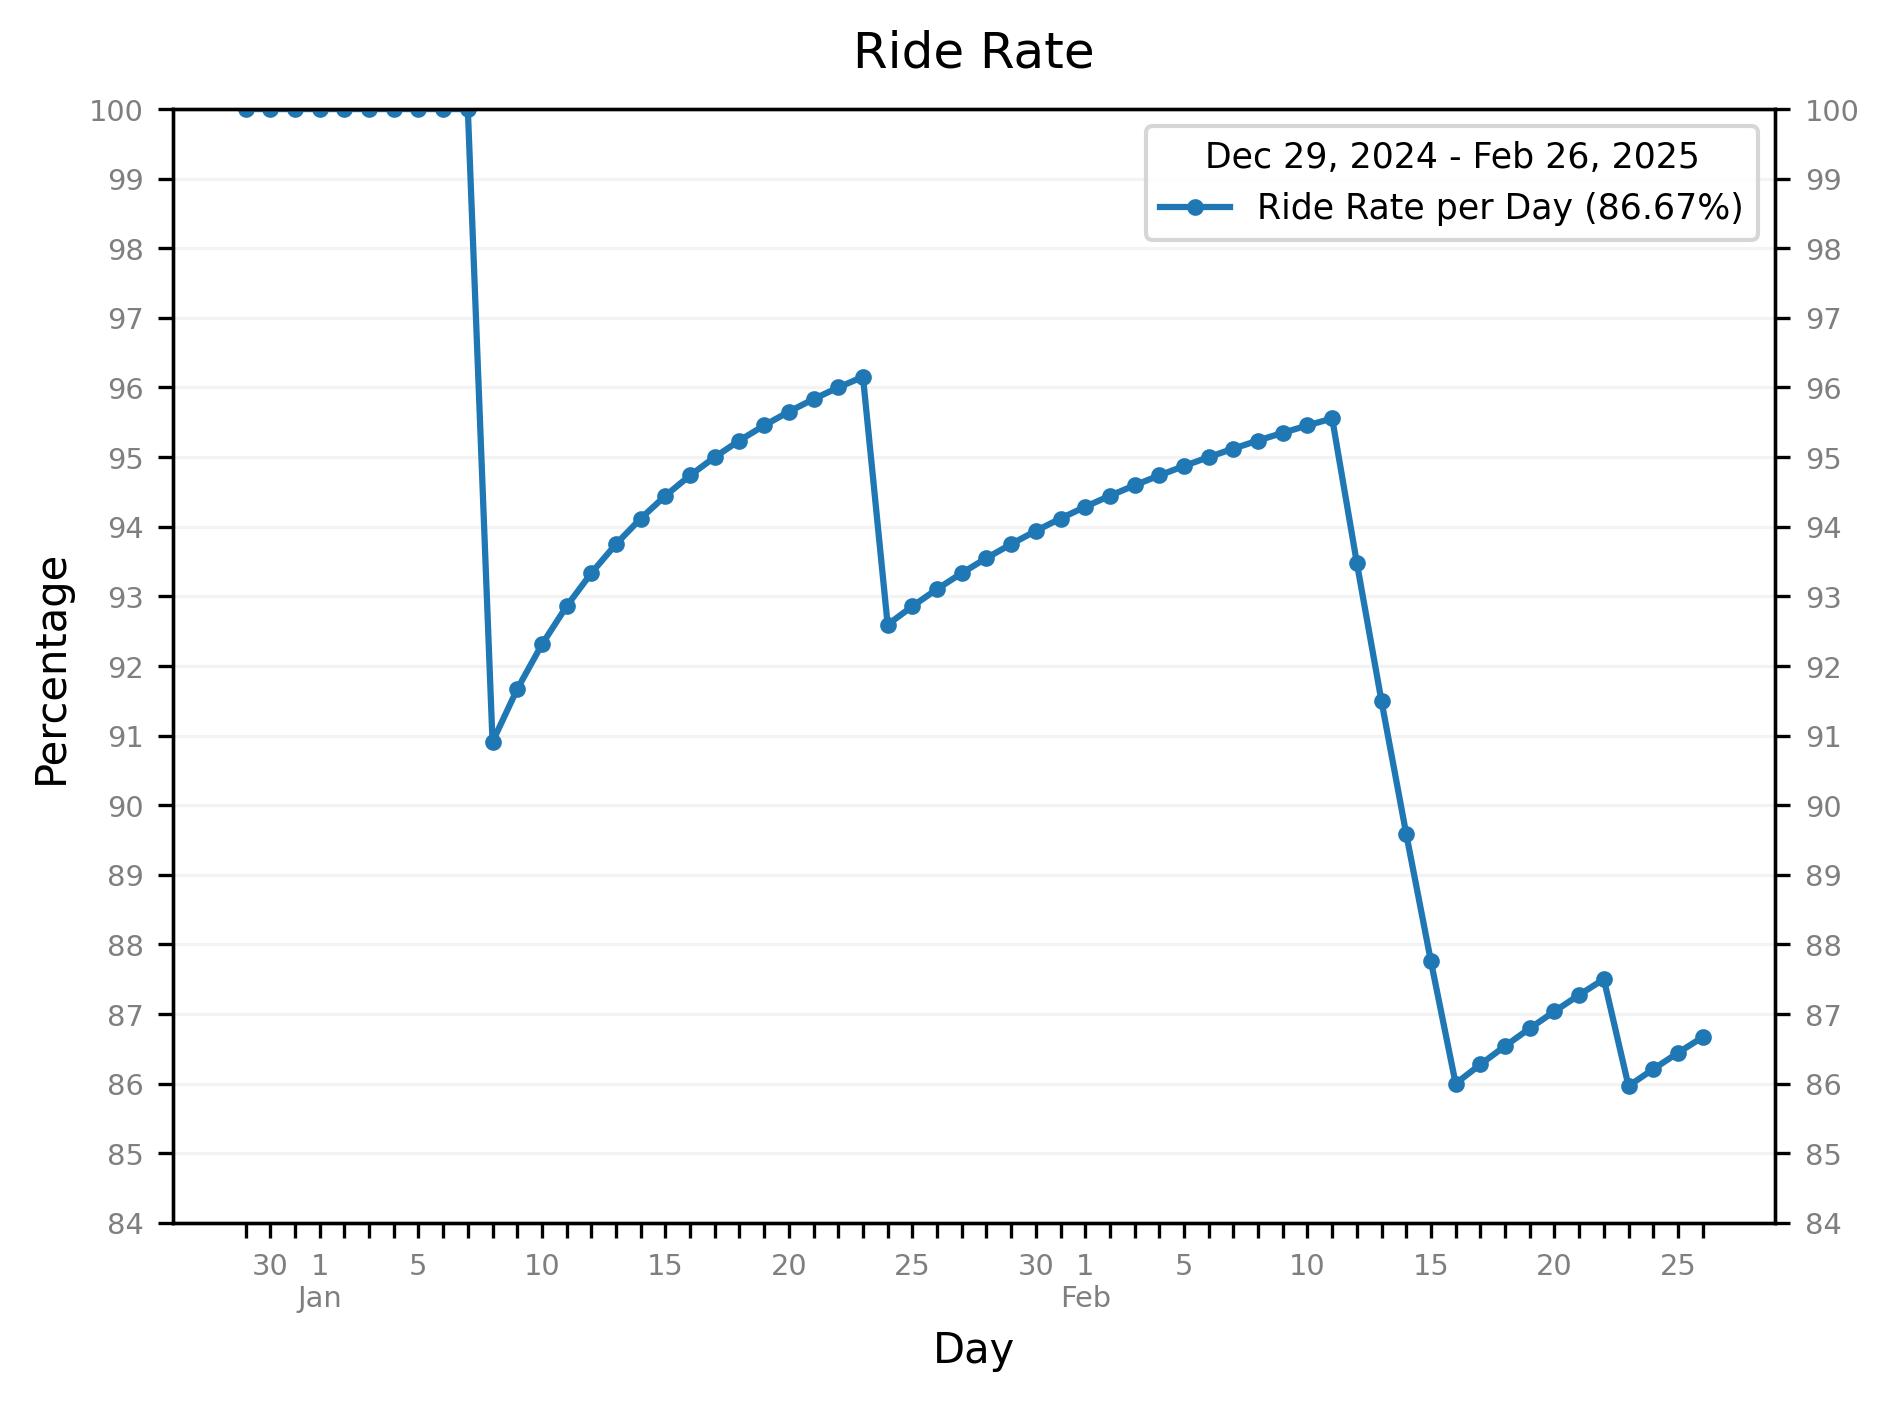 Ride Rate
Dec 29, 2024 - Feb 26, 2025
Ride Rate per Day (86.67%)
Percentage
100 100
99 99
98 98
97 97
96 96
95 95
94 94
93 93
92 92
91 91
90 90
89 89
88 88
87 87
86 86
85 85
84 84
30 1 5 10 15 20 25 30 1 5 10 15 20 25
Jan Feb
Day